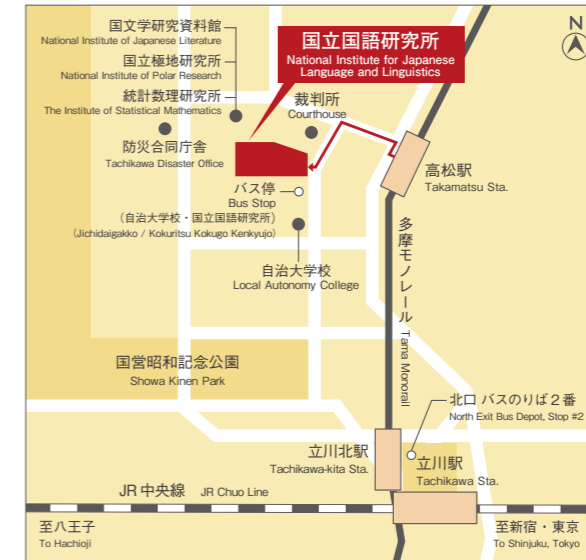 国文学研究資料館
National Institute of Japanese Literature
国立極地研究所
National Institute of Polar Research
統計数理研究所
The Institute of Statistical Mathematics
国立国語研究所
National Institute for Japanese
Language and Linguistics
N
裁判所
Courthouse
防災合同庁舎
Tachikawa Disaster Office
高松駅
Takamatsu Sta.
バス停
Bus Stop
(自治大学校・国立国語研究所)
(Jichidaigakko / Kokuritsu Kokugo Kenkyujo)
自治大学校
Local Autonomy College
多摩モノレール Tama Monorail
国営昭和記念公園
Showa Kinen Park
北口 バスのりば2番
North Exit Bus Depot, Stop #2
立川北駅
Tachikawa-kita Sta.
立川駅
Tachikawa Sta.
JR中央線 JR Chuo Line
至八王子
To Hachioji
至新宿・東京
To Shinjuku, Tokyo